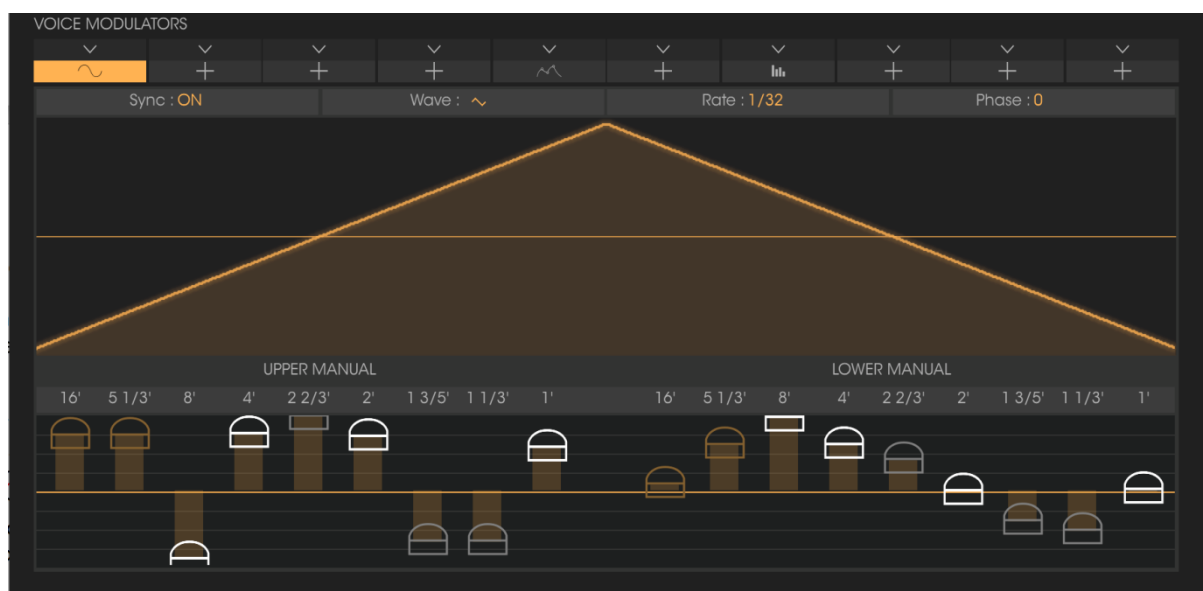 VOICE MODULATORS
Sync : ON Wave : Rate : 1/32 Phase : 0
UPPER MANUAL LOWER MANUAL
16' 5 1/3' 8' 4' 2 2/3' 2' 1 3/5' 1 1/3' 1' 16' 5 1/3' 8' 4' 2 2/3' 2' 1 3/5' 1 1/3' 1'